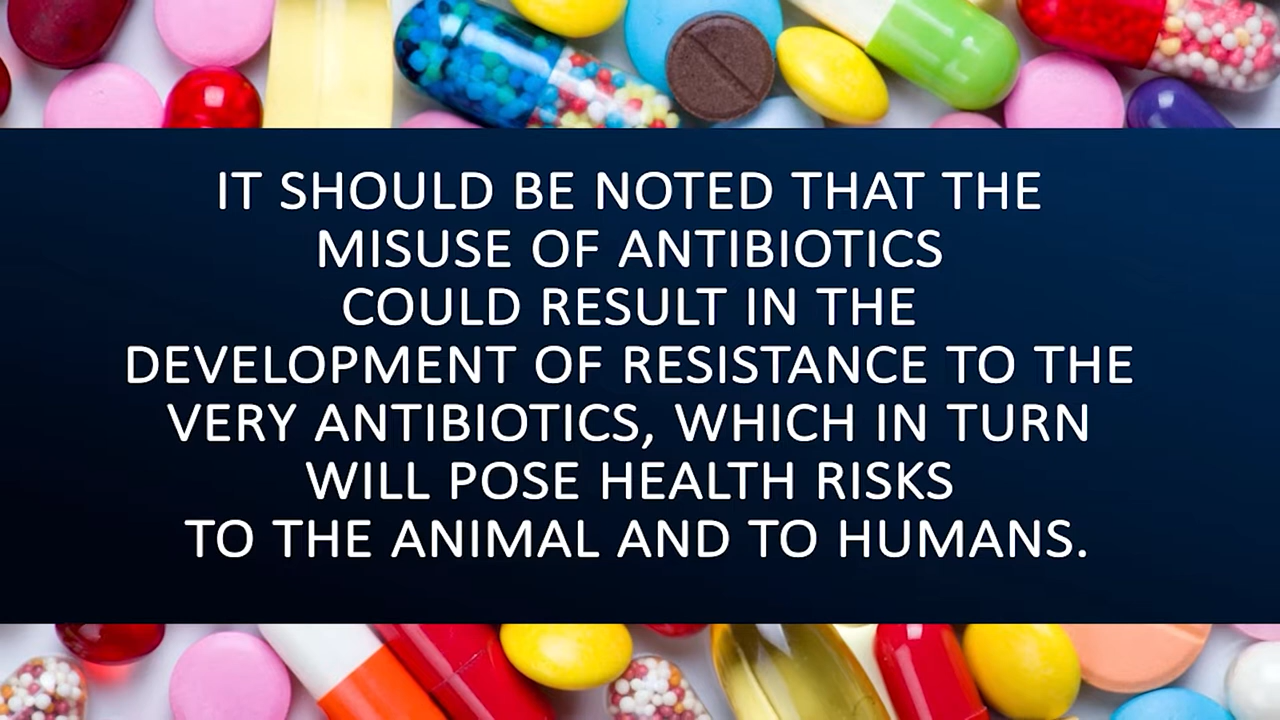 IT SHOULD BE NOTED THAT THE
MISUSE OF ANTIBIOTICS
COULD RESULT IN THE
DEVELOPMENT OF RESISTANCE TO THE
VERY ANTIBIOTICS, WHICH IN TURN
WILL POSE HEALTH RISKS
TO THE ANIMAL AND TO HUMANS.